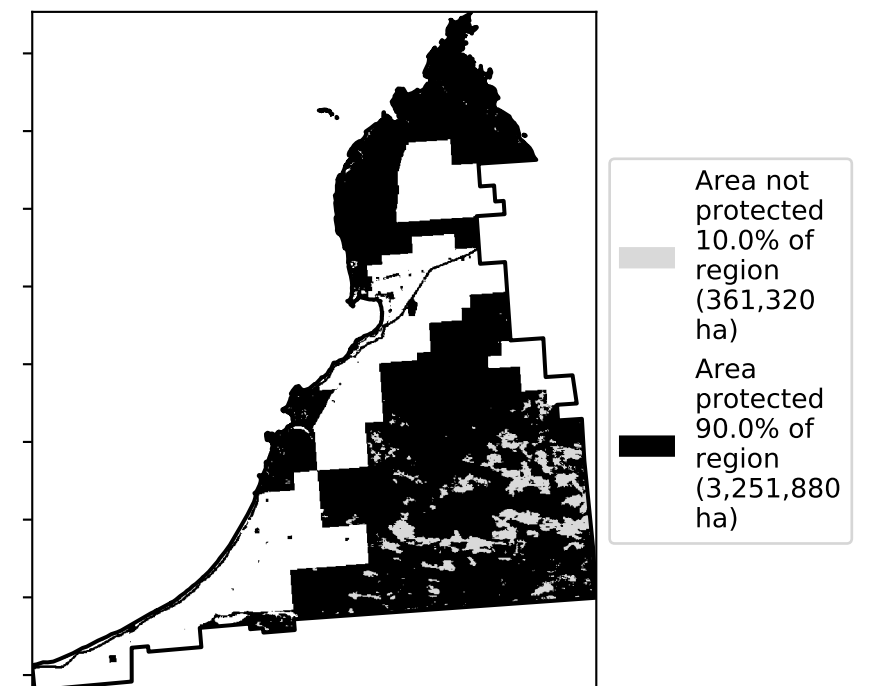 Area not
protected
10.0% of
region
(361,320
ha)
Area
protected
90.0% of
region
(3,251,880
ha)